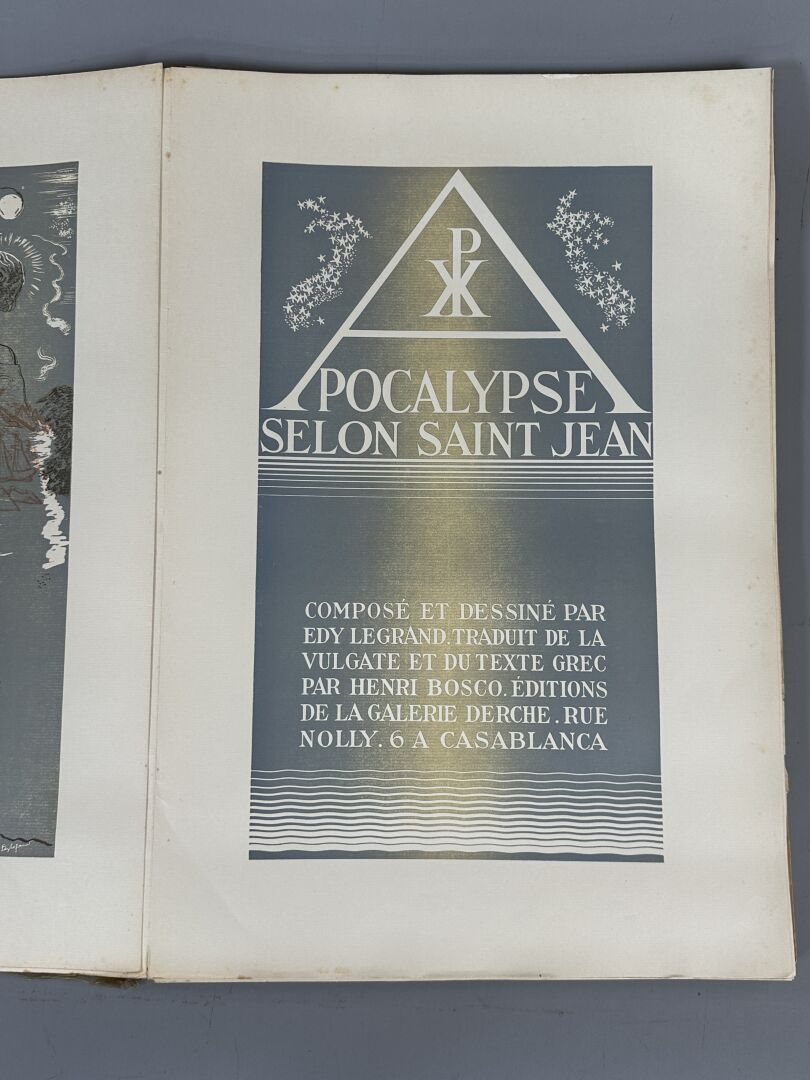 APOCALYPSE
SELON SAINT JEAN
COMPOSÉ ET DESSINÉ PAR
EDY LEGRAND. TRADUIT DE LA
VULGATE ET DU TEXTE GREC
PAR HENRI BOSCO. ÉDITIONS
DE LA GALERIE DERCHE. RUE
NOLLY. 6 A CASABLANCA